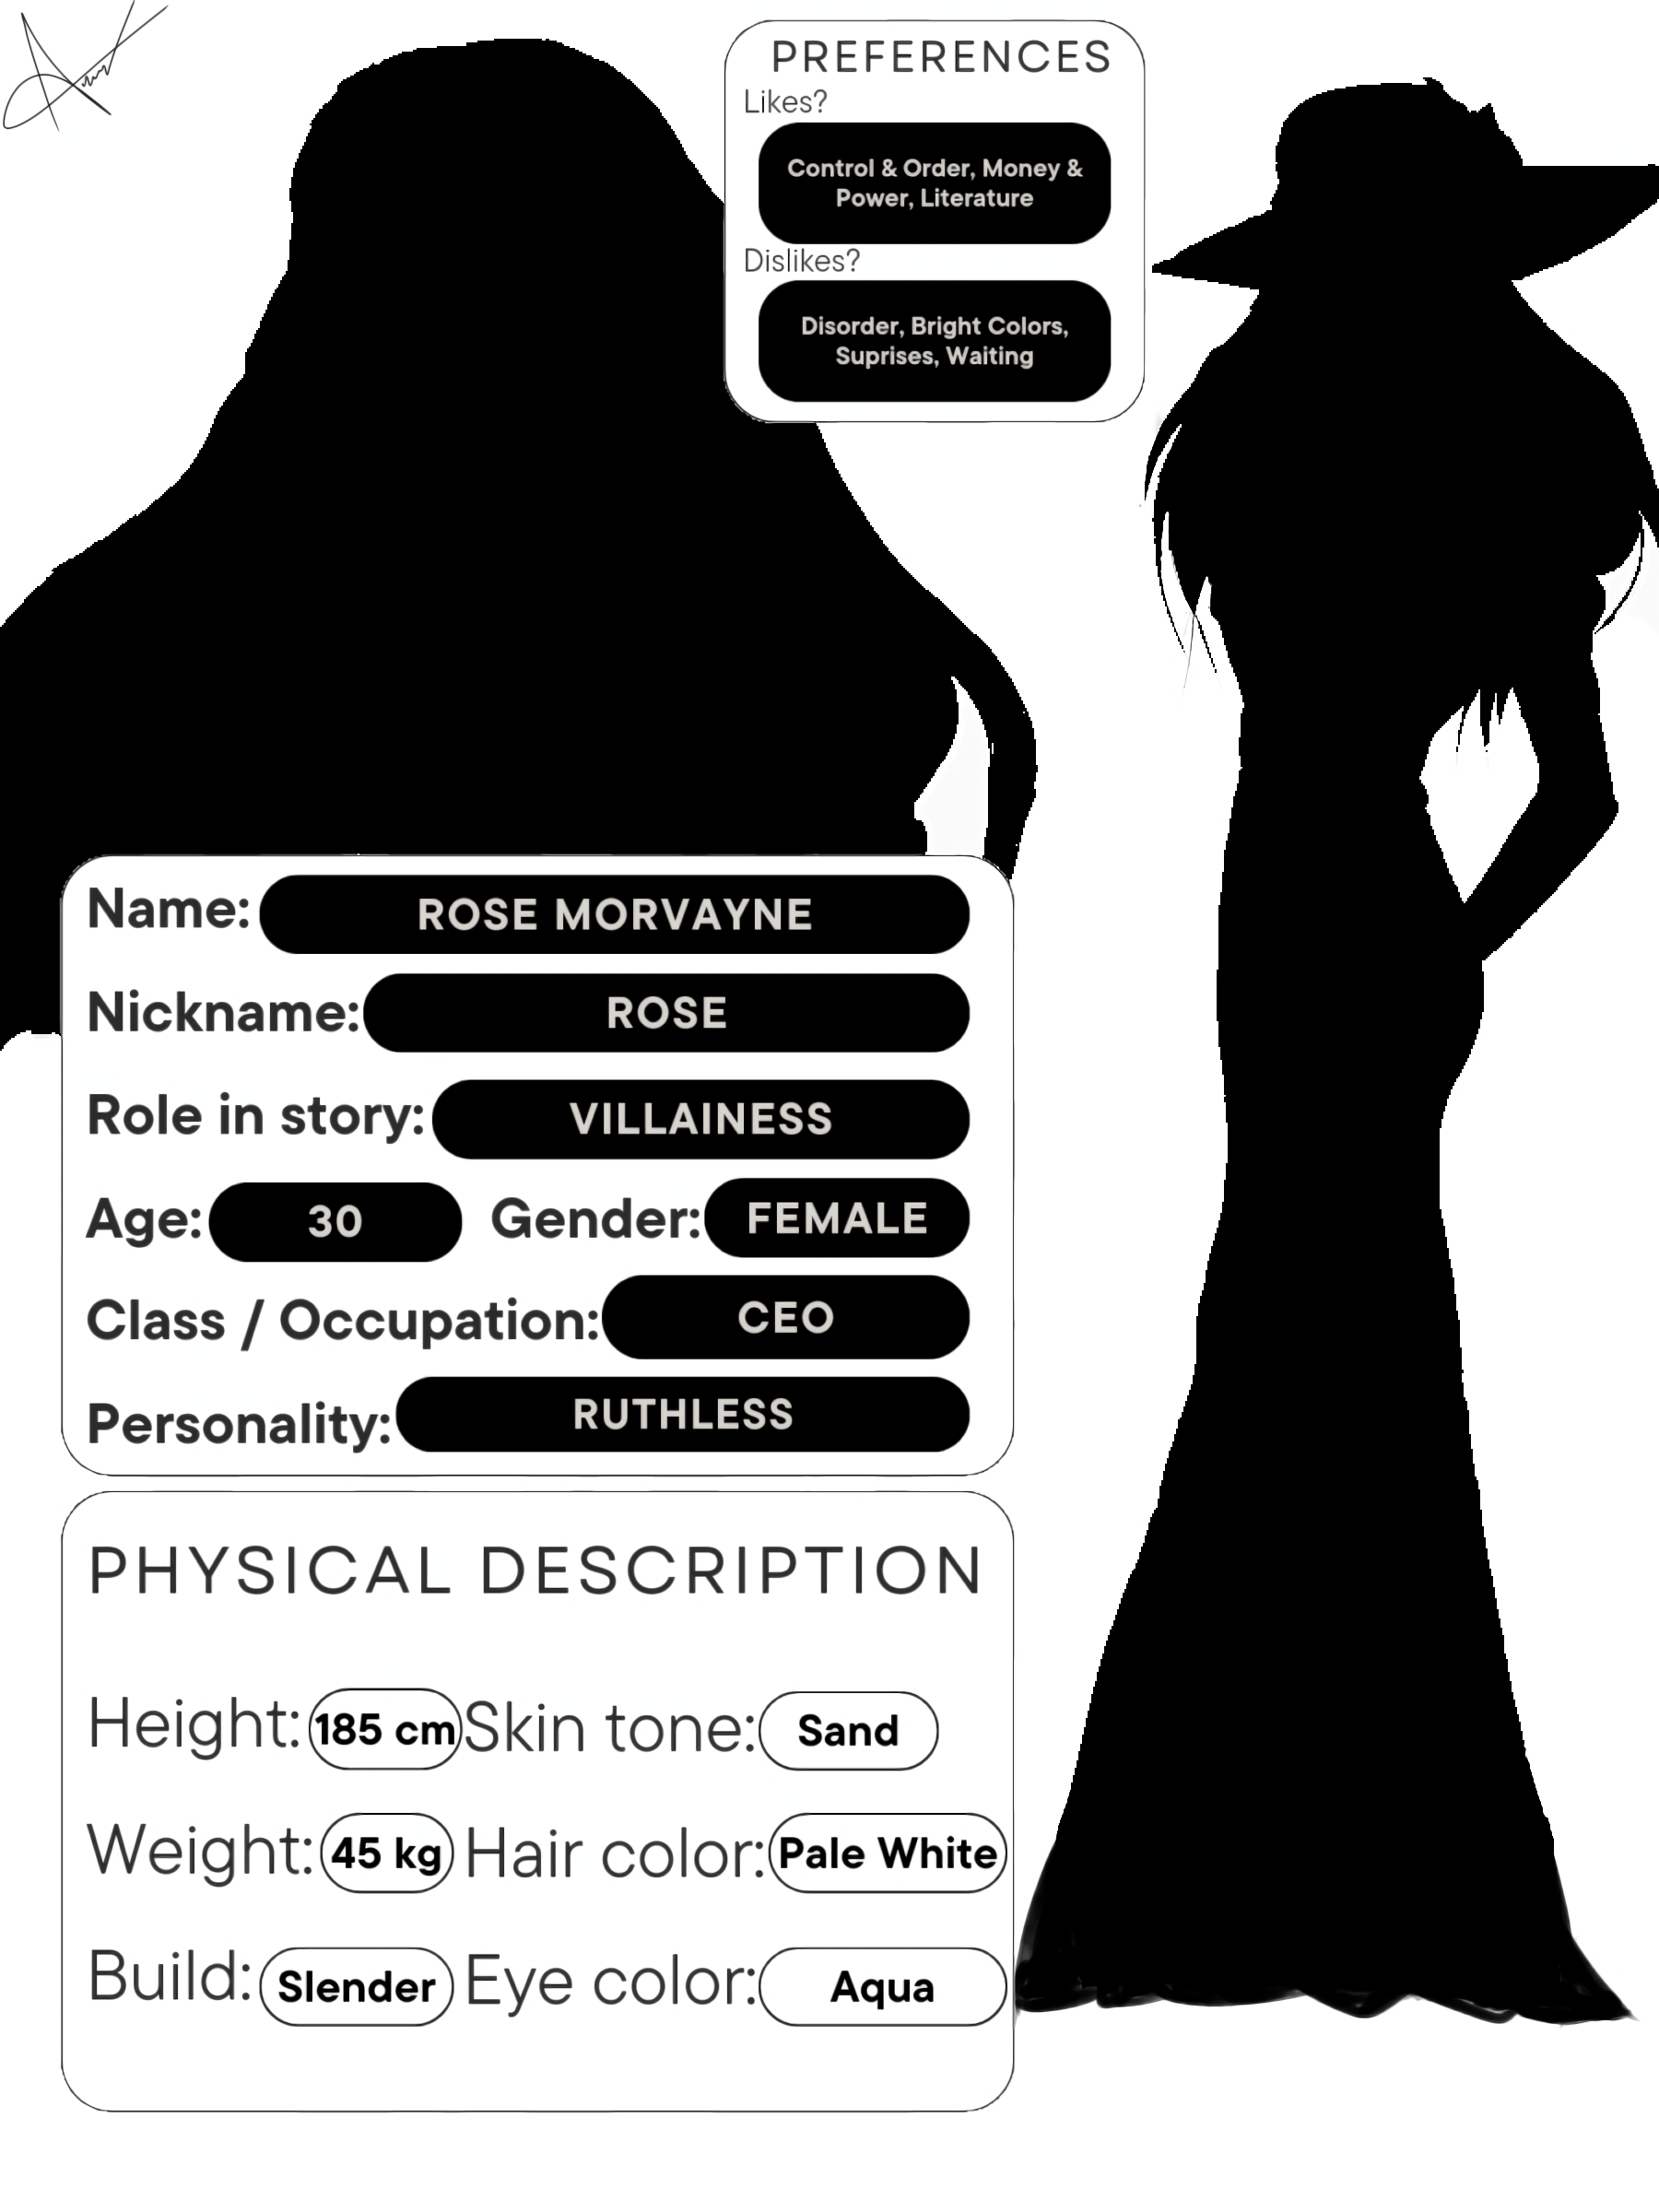 PREFERENCES
Likes?
Control & Order, Money &
Power, Literature
Dislikes?
Disorder, Bright Colors,
Suprises, Waiting
Name: ROSE MORVAYNE
Nickname: ROSE
Role in story: VILLAINESS
Age: 30 Gender: FEMALE
Class / Occupation: CEO
Personality: RUTHLESS
PHYSICAL DESCRIPTION
Height: 185 cm Skin tone: Sand
Weight: 45 kg Hair color: Pale White
Build: Slender Eye color: Aqua